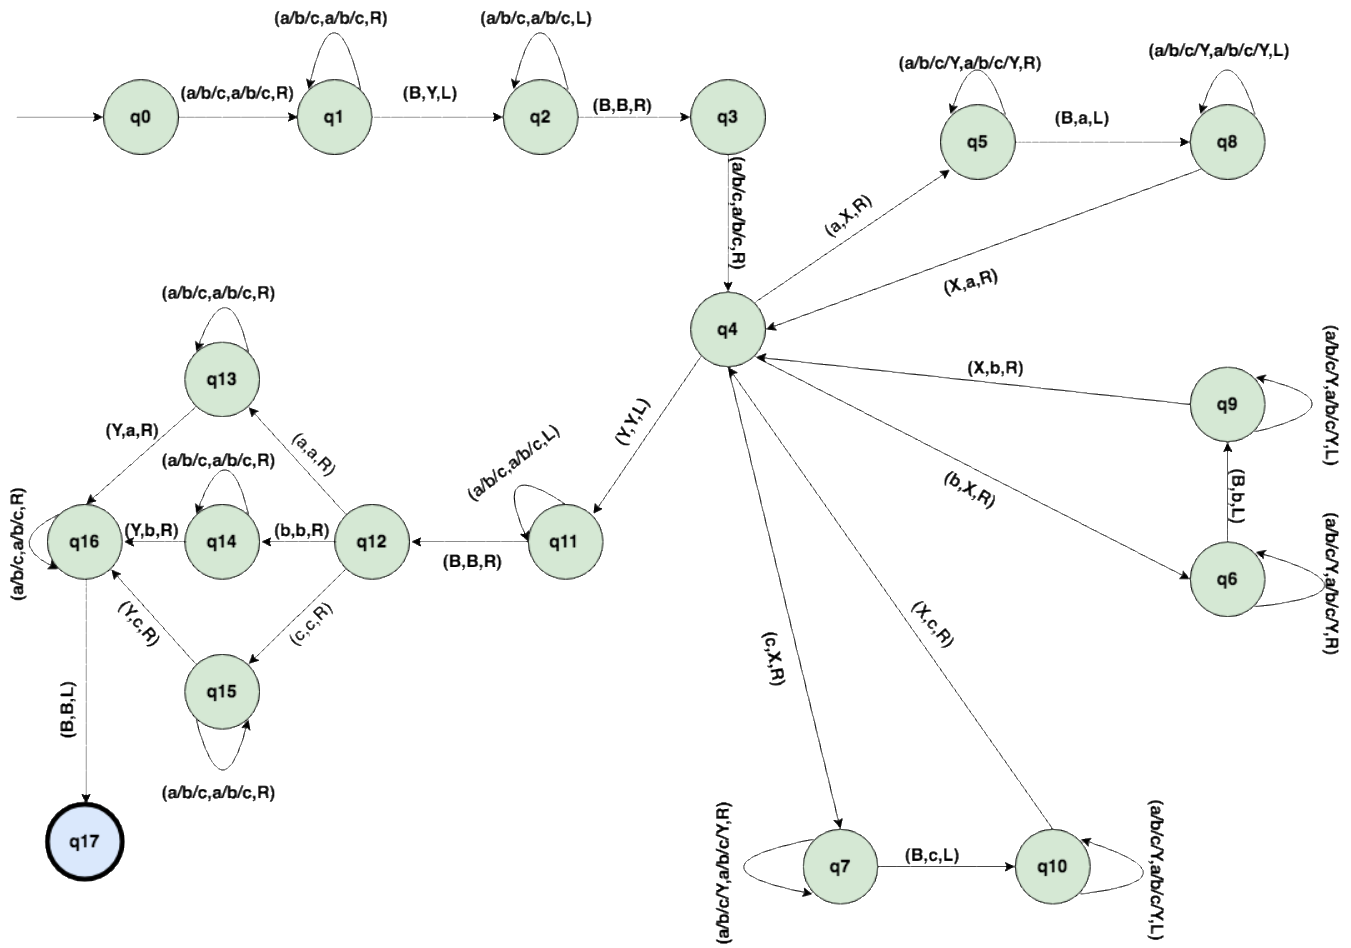 (a/b/c,a/b/c,R)
(a/b/c,a/b/c,L)
q0
(a/b/c,a/b/c,R)
q1
(B,Y,L)
q2
(B,B,R)
q3
(a/b/c,a/b/c,R)
(a/b/c/Y,a/b/c/Y,R)
(a/b/c/Y,a/b/c/Y,L)
q5
(B,a,L)
q8
(a,X,R)
(X,a,R)
q4
(X,b,R)
q9
(a/b/c/Y,a/b/c/Y,L)
(B,b,L)
(b,X,R)
q6
(a/b/c/Y,a/b/c/Y,R)
(Y,Y,L)
(a/b/c,a/b/c,R)
q13
(Y,a,R)
(a,a,R)
(a/b/c,a/b/c,R)
(a/b/c,a/b/c,L)
(a/b/c,a/b/c,R)
q16
(Y,b,R)
q14
(b,b,R)
q12
(B,B,R)
q11
(Y,c,R)
(c,c,R)
q15
(a/b/c,a/b/c,R)
(B,B,L)
q17
(c,X,R)
(X,c,R)
(a/b/c/Y,a/b/c/Y,R)
q7
(B,c,L)
q10
(a/b/c/Y,a/b/c/Y,L)